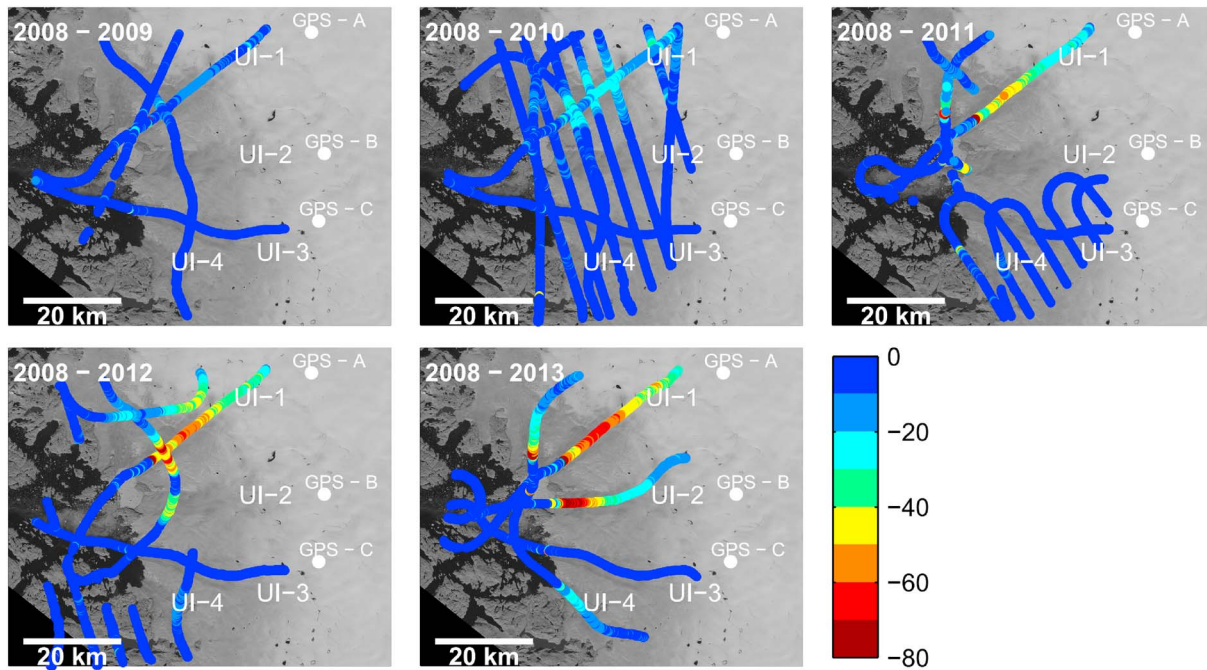 2008 – 2009
GPS – A
UI–1
UI–2
GPS – B
GPS – C
UI–3
UI–4
20 km
2008 – 2010
GPS – A
UI–1
UI–2
GPS – B
GPS – C
UI–3
UI–4
20 km
2008 – 2011
GPS – A
UI–1
UI–2
GPS – B
GPS – C
UI–3
UI–4
20 km
2008 – 2012
GPS – A
UI–1
UI–2
GPS – B
GPS – C
UI–3
UI–4
20 km
2008 – 2013
GPS – A
UI–1
UI–2
GPS – B
GPS – C
UI–3
UI–4
20 km
0
−20
−40
−60
−80